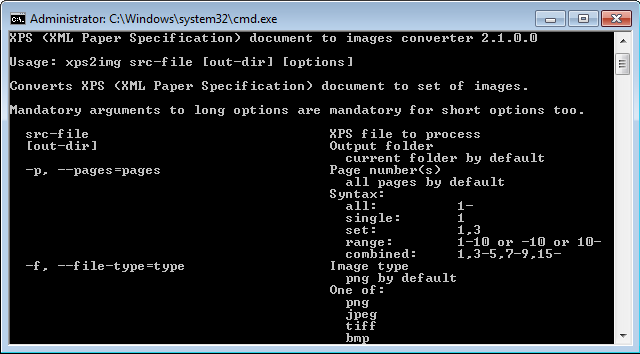 Administrator: C:\Windows\system32\cmd.exe
XPS (XML Paper Specification) document to images converter 2.1.0.0
Usage: xps2img src-file [out-dir] [options]
Converts XPS (XML Paper Specification) document to set of images.
Mandatory arguments to long options are mandatory for short options too.
src-file XPS file to process
[out-dir] Output folder
current folder by default
-p, --pages=pages Page number(s)
all pages by default
Syntax:
all: 1-
single: 1
set: 1,3
range: 1-10 or -10 or 10-
combined: 1,3-5,7-9,15-
-f, --file-type=type Image type
png by default
One of:
png
jpeg
tiff
bmp